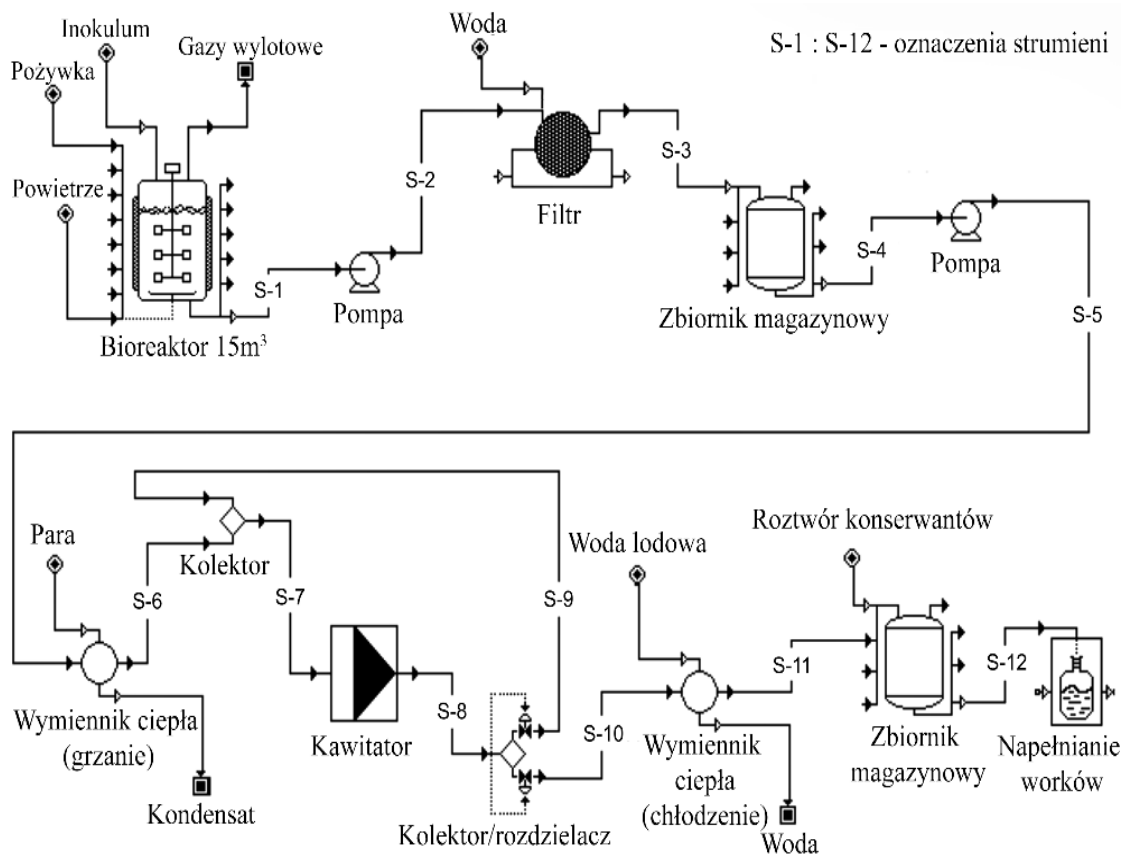 Inokulum
Woda
S-1 : S-12 - oznaczenia strumieni
Gazy wylotowe
Pożywka
Powietrze
S-2
S-3
Filtr
S-1
Pompa
Bioreaktor 15m³
S-4
Pompa
Zbiornik magazynowy
S-5
Para
Kolektor
S-6
S-7
S-9
Woda lodowa
Roztwór konserwantów
Wymiennik ciepła
(grzanie)
Kondensat
Kawitator
S-8
Kolektor/rozdzielacz
S-10
Wymiennik
ciepła
(chłodzenie)
Woda
S-11
Zbiornik
magazynowy
S-12
Napełnianie
worków